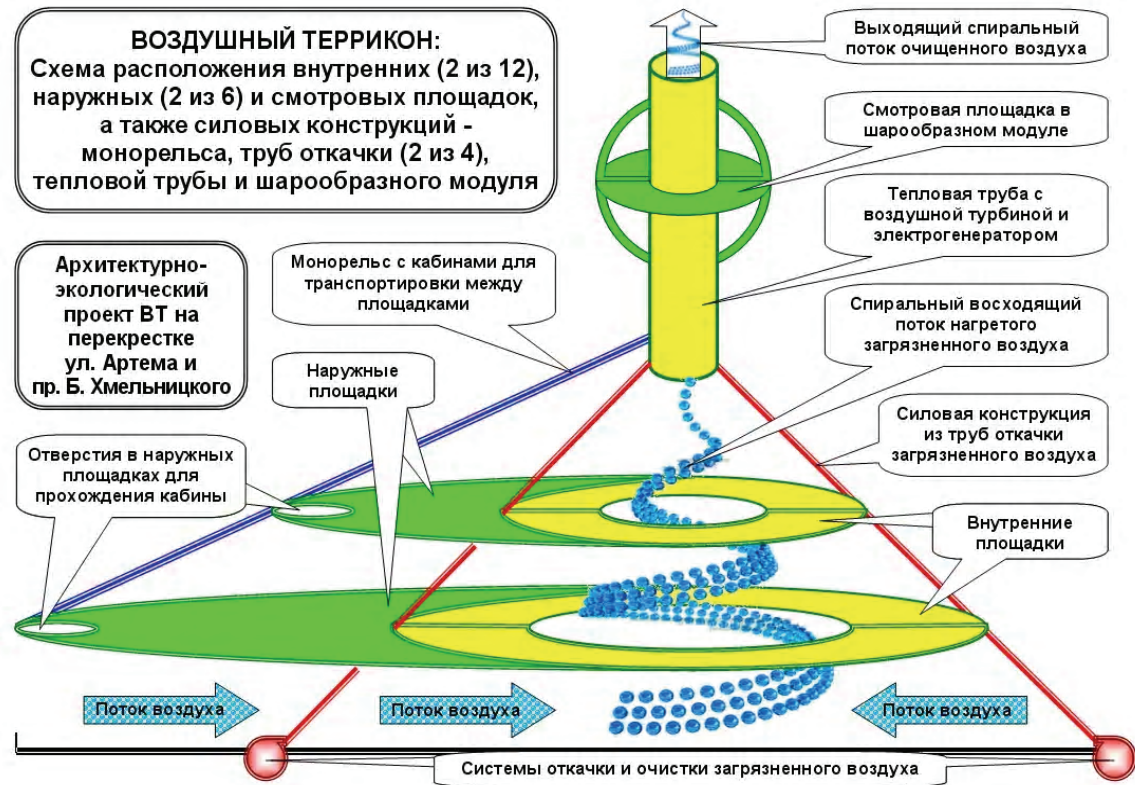 ВОЗДУШНЫЙ ТЕРРИКОН:
Схема расположения внутренних (2 из 12),
наружных (2 из 6) и смотровых площадок,
а также силовых конструкций -
монорельса, труб откачки (2 из 4),
тепловой трубы и шарообразного модуля
Выходящий спиральный
поток очищенного воздуха
Смотровая площадка в
шарообразном модуле
Тепловая труба с
воздушной турбиной и
электрогенератором
Архитектурно-
экологический
проект ВТ на
перекрестке
ул. Артема и
пр. Б. Хмельницкого
Монорельс с кабинами для
транспортировки между
площадками
Спиральный восходящий
поток нагретого
загрязненного воздуха
Наружные
площадки
Силовая конструкция
из труб откачки
загрязненного воздуха
Отверстия в наружных
площадках для
прохождения кабины
Внутренние
площадки
Поток воздуха
Поток воздуха
Поток воздуха
Системы откачки и очистки загрязненного воздуха